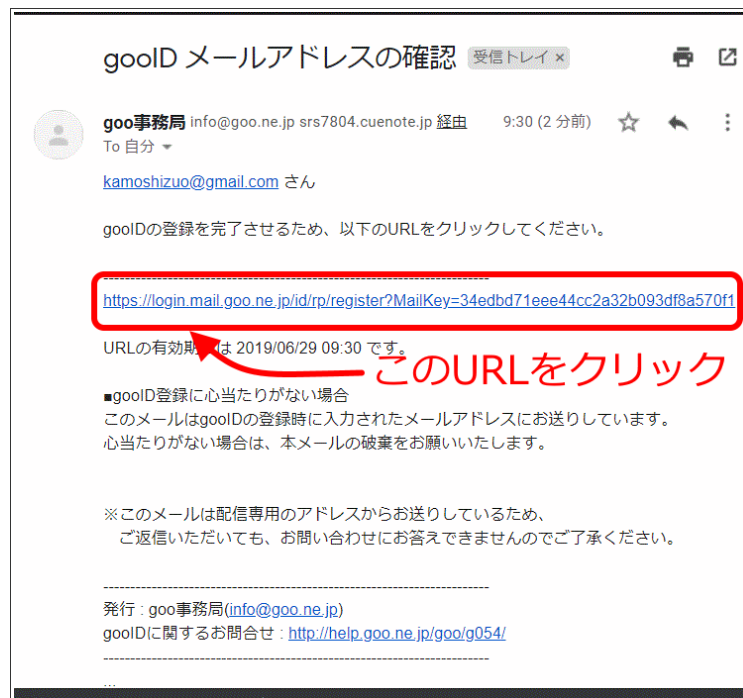 gooID メールアドレスの確認 受信トレイ ×
goo事務局 info@goo.ne.jp srs7804.cuenote.jp 経由 9:30 (2 分前)
To 自分
kamoshizuo@gmail.com さん
gooIDの登録を完了させるため、以下のURLをクリックしてください。
------------------------------------------------------------------------
https://login.mail.goo.ne.jp/id/rp/register?MailKey=34edbd71eee44cc2a32b093df8a570f1
URLの有効期 は 2019/06/29 09:30 です。
このURLをクリック
■gooID登録に心当たりがない場合
このメールはgooIDの登録時に入力されたメールアドレスにお送りしています。
心当たりがない場合は、本メールの破棄をお願いいたします。
※このメールは配信専用のアドレスからお送りしているため、
ご返信いただいても、お問い合わせにお答えできませんのでご了承ください。
------------------------------------------------------------------------
発行 : goo事務局(info@goo.ne.jp)
gooIDに関するお問合せ : http://help.goo.ne.jp/goo/g054/
------------------------------------------------------------------------
...